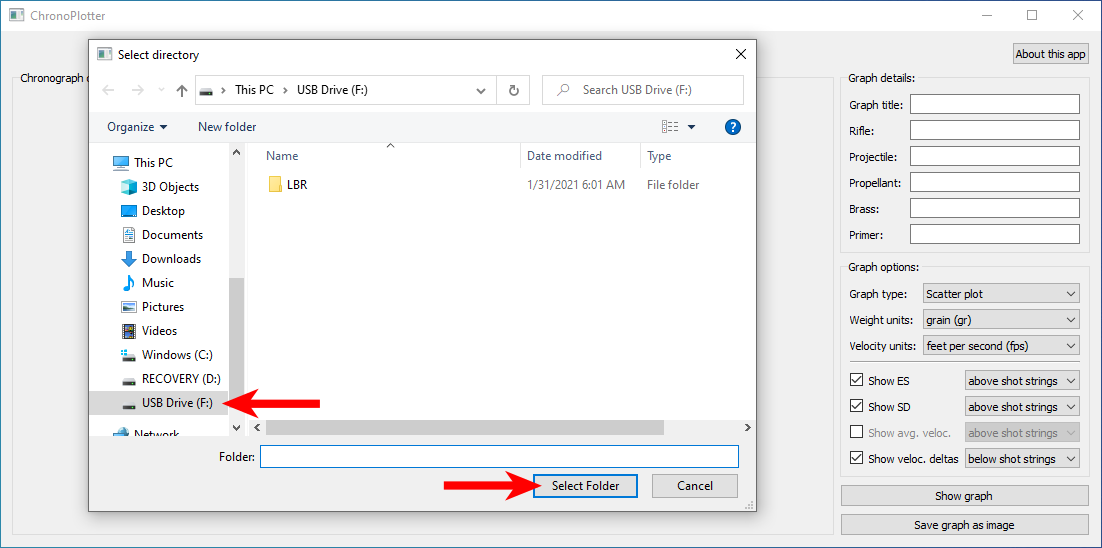 ChronoPlotter
About this app
Select directory
This PC > USB Drive (F:)
Search USB Drive (F:)
Organize
New folder
This PC
3D Objects
Desktop
Documents
Downloads
Music
Pictures
Videos
Windows (C:)
RECOVERY (D:)
USB Drive (F:)
Network
Name Date modified Type
LBR 1/31/2021 6:01 AM File folder
Folder:
Select Folder Cancel
Chronograph
Graph details:
Graph title:
Rifle:
Projectile:
Propellant:
Brass:
Primer:
Graph options:
Graph type: Scatter plot
Weight units: grain (gr)
Velocity units: feet per second (fps)
Show ES above shot strings
Show SD above shot strings
Show avg. veloc. above shot strings
Show veloc. deltas below shot strings
Show graph
Save graph as image